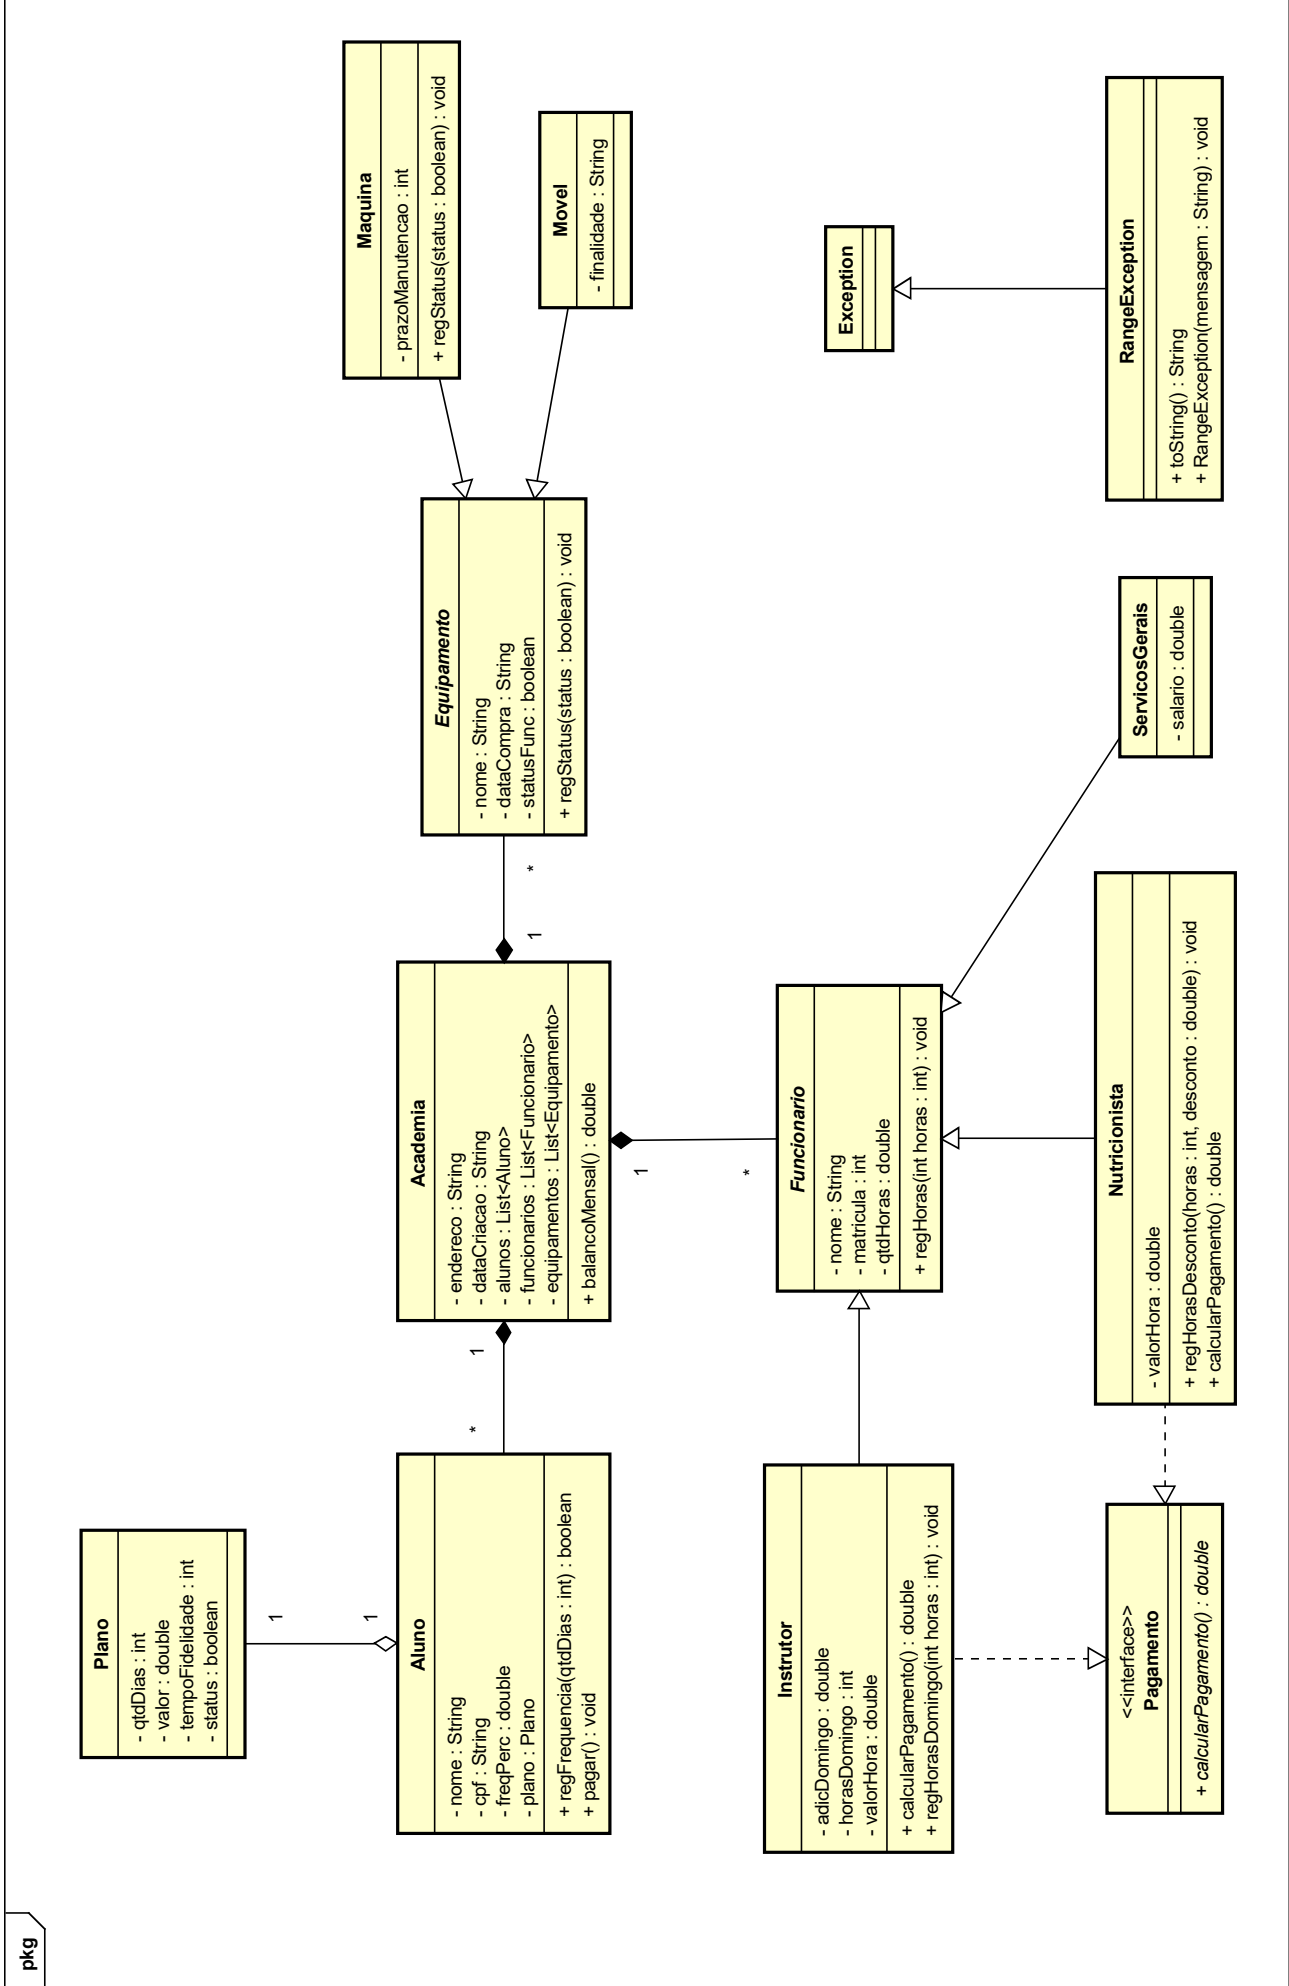 pkg
Plano
- qtdDias : int
- valor : double
- tempoFidelidade : int
- status : boolean
1
1
Aluno
- nome : String
- cpf : String
- freqPerc : double
- plano : Plano
+ regFrequencia(qtdDias : int) : boolean
+ pagar() : void
*
1
Academia
- endereco : String
- dataCriacao : String
- alunos : List<Aluno>
- funcionarios : List<Funcionario>
- equipamentos : List<Equipamento>
+ balancoMensal() : double
1
*
Equipamento
- nome : String
- dataCompra : String
- statusFunc : boolean
+ regStatus(status : boolean) : void
Maquina
- prazoManutencao : int
+ regStatus(status : boolean) : void
Movel
- finalidade : String
1
*
Instrutor
- adicDomingo : double
- horasDomingo : int
- valorHora : double
+ calcularPagamento() : double
+ regHorasDomingo(int horas : int) : void
Funcionario
- nome : String
- matricula : int
- qtdHoras : double
+ regHoras(int horas : int) : void
Exception
<<interface>>
Pagamento
+ calcularPagamento() : double
Nutricionista
- valorHora : double
+ regHorasDesconto(horas : int, desconto : double) : void
+ calcularPagamento() : double
ServicosGerais
- salario : double
RangeException
+ toString() : String
+ RangeException(mensagem : String) : void